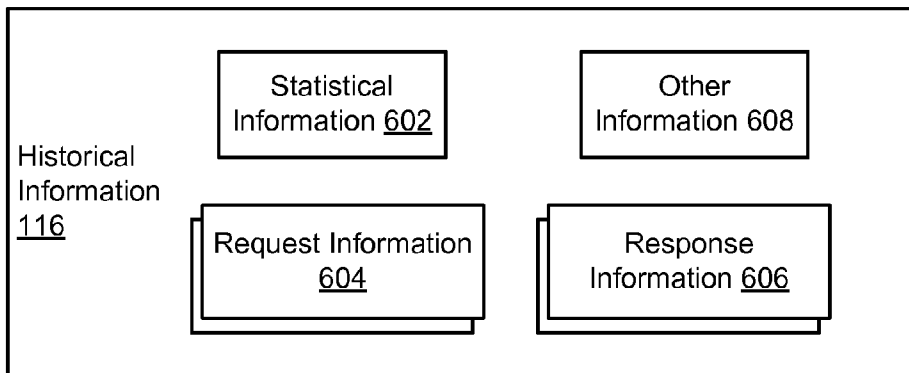 Statistical
Information 602
Other
Information 608
Historical
Information
116
Request Information
604
Response
Information 606